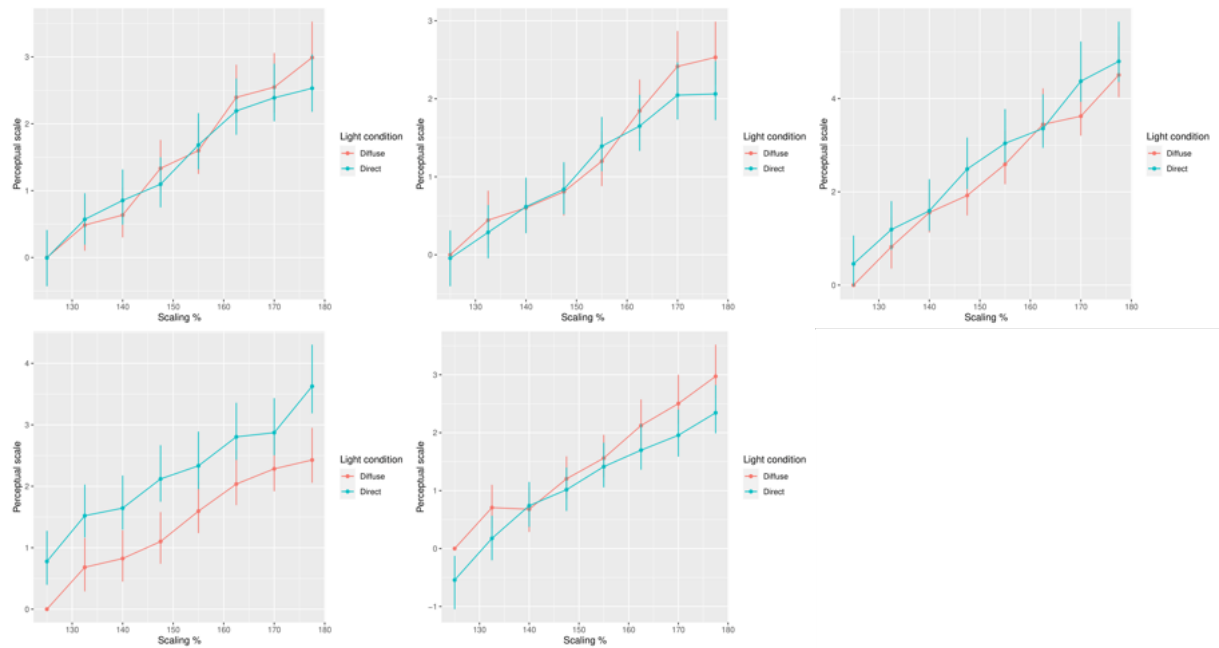 3
2
1
0
Perceptual scale
130 140 150 160 170 180
Scaling %
Light condition
Diffuse
Direct
3
2
1
0
Perceptual scale
130 140 150 160 170 180
Scaling %
Light condition
Diffuse
Direct
4
2
0
Perceptual scale
130 140 150 160 170 180
Scaling %
Light condition
Diffuse
Direct
4
3
2
1
0
Perceptual scale
130 140 150 160 170 180
Scaling %
Light condition
Diffuse
Direct
3
2
1
0
−1
Perceptual scale
130 140 150 160 170 180
Scaling %
Light condition
Diffuse
Direct